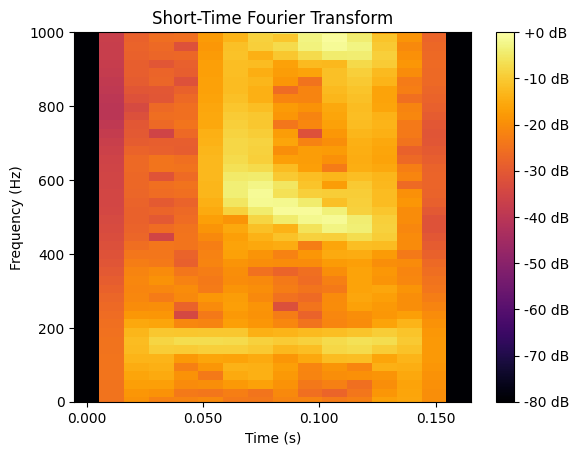 Short-Time Fourier Transform
Frequency (Hz)
1000
800
600
400
200
0
0.000
0.050
0.100
0.150
Time (s)
+0 dB
-10 dB
-20 dB
-30 dB
-40 dB
-50 dB
-60 dB
-70 dB
-80 dB